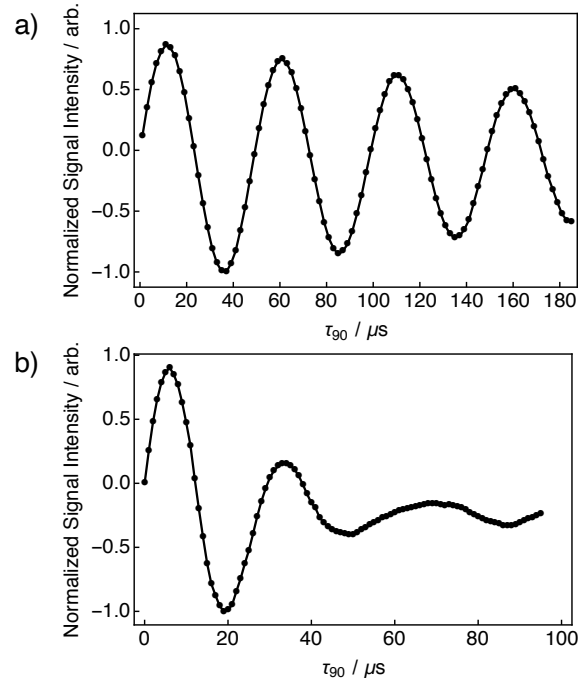 a)
Normalized Signal Intensity / arb.
1.0
0.5
0.0
−0.5
−1.0
0 20 40 60 80 100 120 140 160 180
τ90 / μs
b)
Normalized Signal Intensity / arb.
1.0
0.5
0.0
−0.5
−1.0
0 20 40 60 80 100
τ90 / μs